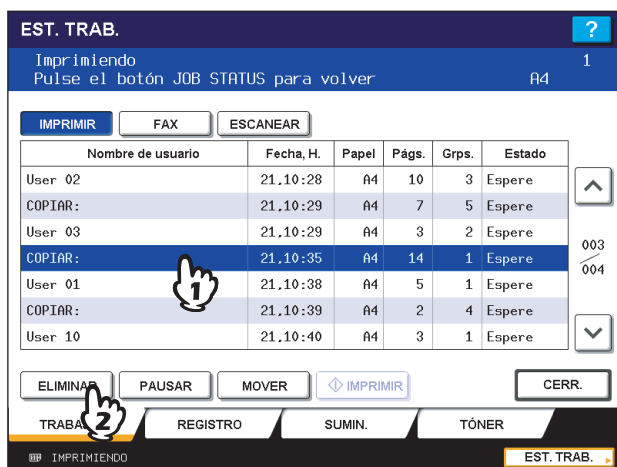 EST. TRAB.
?
Imprimiendo
1
Pulse el botón JOB STATUS para volver A4
IMPRIMIR FAX ESCANEAR
Nombre de usuario Fecha, H. Papel Págs. Grps. Estado
User 02 21,10:28 A4 10 3 Espere
COPIAR: 21,10:29 A4 7 5 Espere
User 03 21,10:29 A4 3 2 Espere
003
COPIAR: 21,10:35 A4 14 1 Espere
004
1
User 01 21,10:38 A4 5 1 Espere
COPIAR: 21,10:39 A4 2 4 Espere
User 10 21,10:40 A4 3 1 Espere
ELIMINAR PAUSAR MOVER IMPRIMIR CERR.
2
REGISTRO SUMIN. TÓNER
IMPRIMIENDO EST. TRAB.